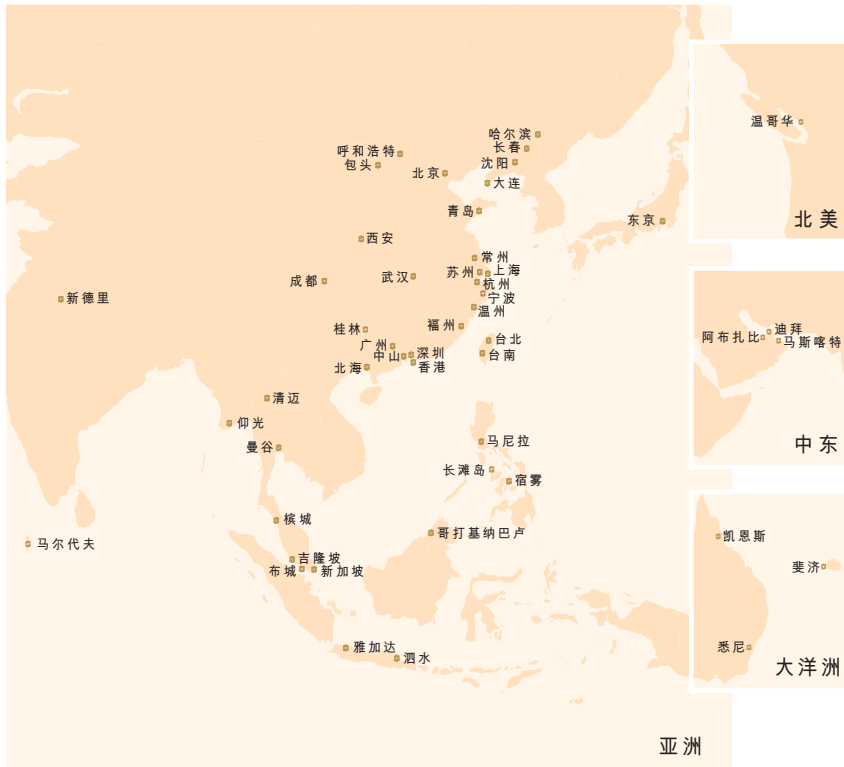 哈尔滨
长春
呼和浩特
沈阳
包头
北京
大连
青岛
东京
西安
常州
苏州
上海
武汉
成都
杭州
宁波
新德里
温州
福州
桂林
台北
广州
中山
深圳
台南
香港
北海
清迈
仰光
马尼拉
曼谷
长滩岛
宿雾
槟城
哥打基纳巴卢
马尔代夫
吉隆坡
布城
新加坡
雅加达
泗水
亚洲
温哥华
北美
迪拜
阿布扎比
马斯喀特
中东
凯恩斯
斐济
悉尼
大洋洲